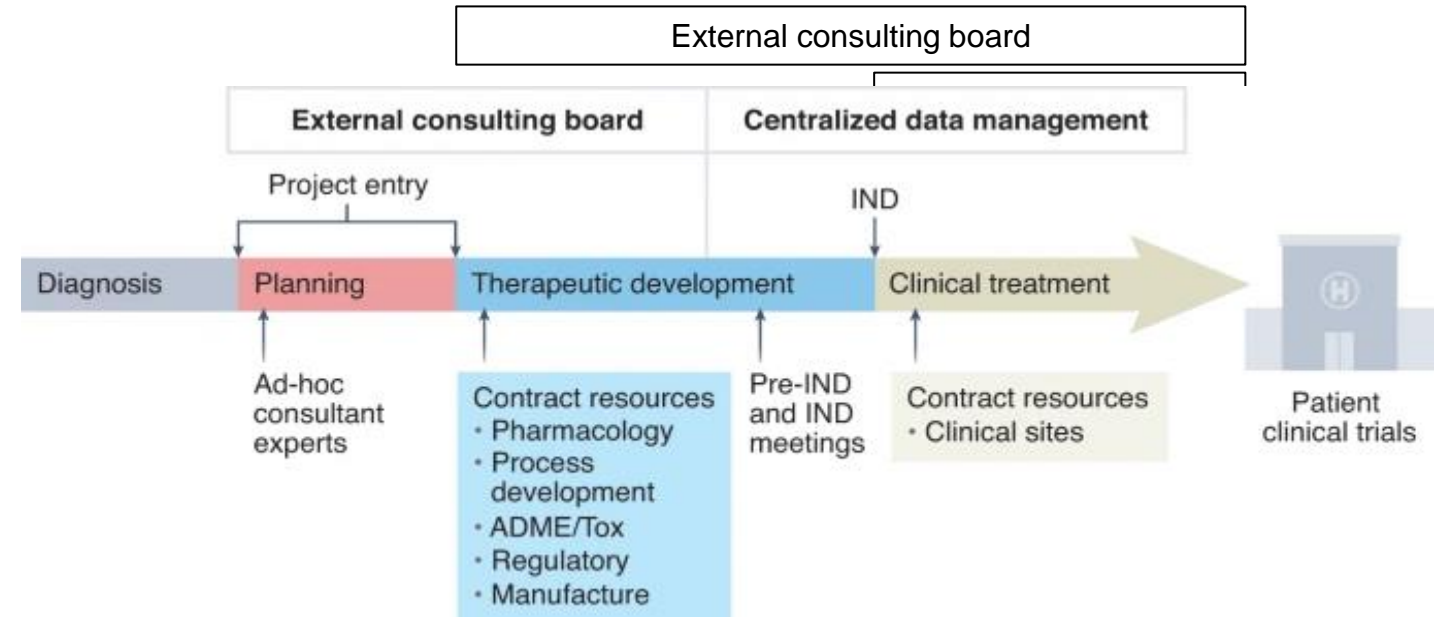 External consulting board
External consulting board
Centralized data management
Project entry
IND
Diagnosis
Planning
Therapeutic development
Clinical treatment
H
Ad-hoc
consultant
experts
Contract resources
• Pharmacology
• Process
development
• ADME/Tox
• Regulatory
• Manufacture
Pre-IND
and IND
meetings
Contract resources
• Clinical sites
Patient
clinical trials